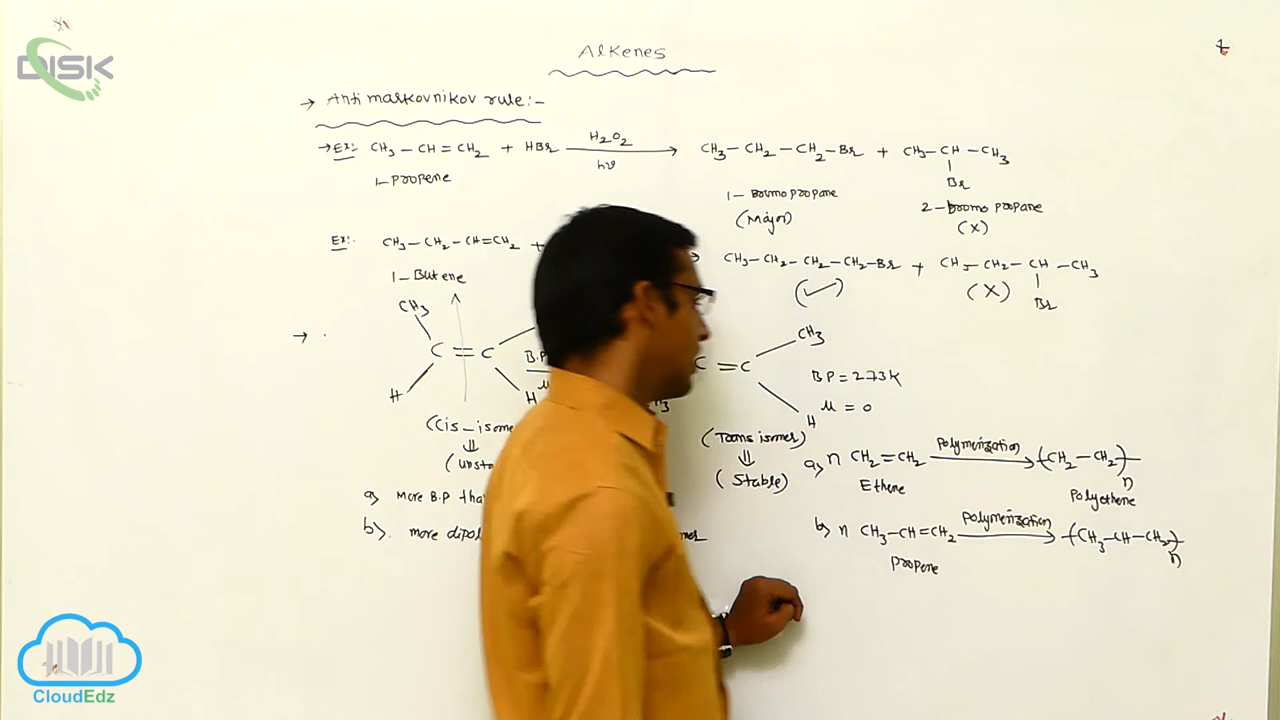 DISK
Alkenes
→ Anti markovnikov rule:-
→ Ex:- CH3 – CH = CH2 + HBr H2O2 hν → CH3 – CH2 – CH2 – Br + CH3 – CH – CH3
Br
1-propene
1-Bromo propane
(Major)
2-bromo propane
(X)
Ex:- CH3 – CH2 – CH=CH2 + → CH3 – CH2 – CH2 – CH2 – Br + CH3 – CH2 – CH – CH3
Br
1-Butene
(✓)
(X)
→
CH3
C = C
H
H
B.P
μ
C = C
CH3
H
H3
BP = 273K
μ = 0
(Cis-isome
⇓
(unsta
(Trans isomer)
⇓
(Stable)
a) More B.P tha
b). more dipol
mer
a) n CH2 = CH2 polymerization → (CH2 – CH2)n
Ethene
polyethene
b) n CH3 – CH = CH2 polymerization → (CH3 – CH – CH2)n
propene
CloudEdz